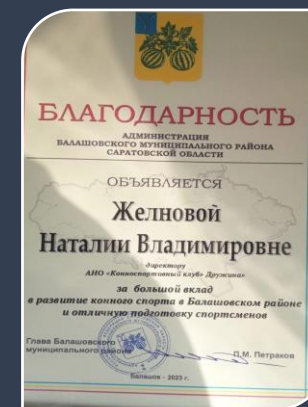 БЛАГОДАРНОСТЬ
АДМИНИСТРАЦИЯ
БАЛАШОВСКОГО МУНИЦИПАЛЬНОГО РАЙОНА
САРАТОВСКОЙ ОБЛАСТИ
ОБЪЯВЛЯЕТСЯ
Желновой
Наталии Владимировне
директору
АНО «Конноспортивный клуб» Дружина»
за большой вклад
в развитие конного спорта в Балашовском районе
и отличную подготовку спортсменов
Глава Балашовского
муниципального района
П.М. Петраков
Балашов - 2023 г.